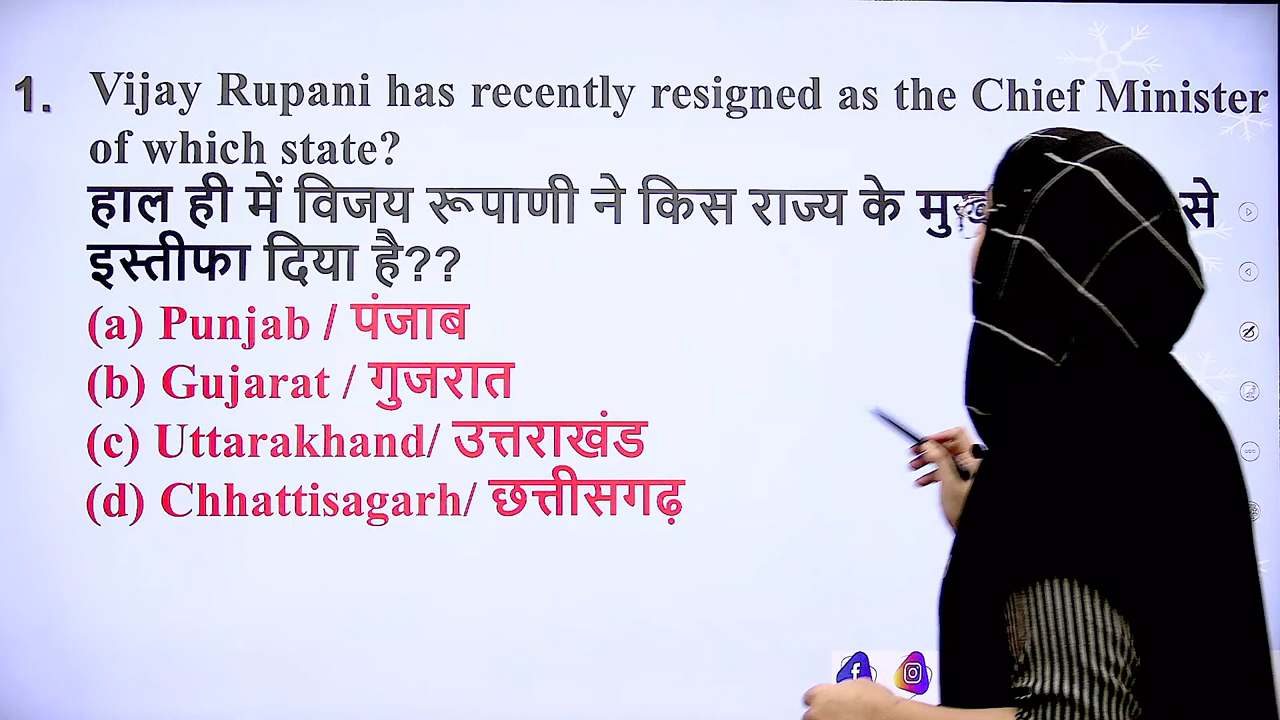 1. Vijay Rupani has recently resigned as the Chief Minister
of which state?
हाल ही में विजय रूपाणी ने किस राज्य के से
इस्तीफा दिया है??
(a) Punjab / पंजाब
(b) Gujarat / गुजरात
(c) Uttarakhand/ उत्तराखंड
(d) Chhattisagarh/ छत्तीसगढ़